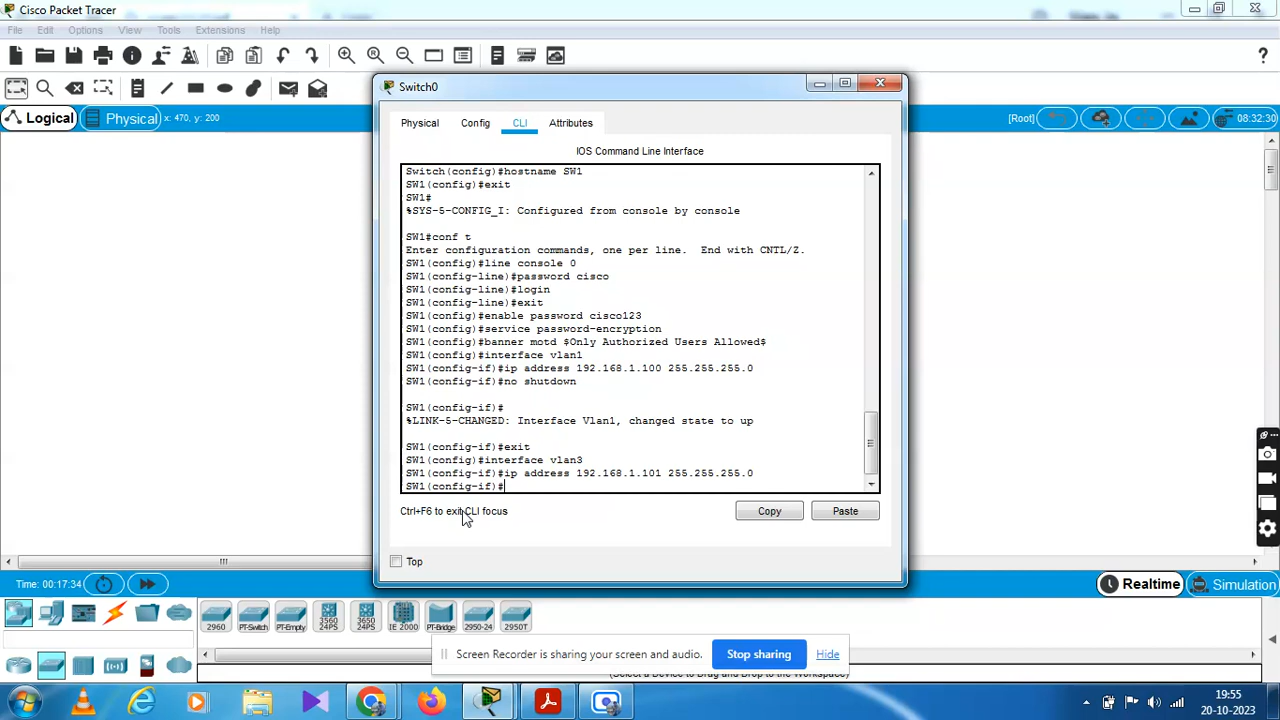 Cisco Packet Tracer
File Edit Options View Tools Extensions Help
Logical Physical x: 470, y: 200 [Root] 08:32:30
Switch0
Physical Config CLI Attributes
IOS Command Line Interface
Switch(config)#hostname SW1
SW1(config)#exit
SW1#
%SYS-5-CONFIG_I: Configured from console by console
SW1#conf t
Enter configuration commands, one per line.  End with CNTL/Z.
SW1(config)#line console 0
SW1(config-line)#password cisco
SW1(config-line)#login
SW1(config-line)#exit
SW1(config)#enable password cisco123
SW1(config)#service password-encryption
SW1(config)#banner motd $Only Authorized Users Allowed$
SW1(config)#interface vlan1
SW1(config-if)#ip address 192.168.1.100 255.255.255.0
SW1(config-if)#no shutdown
SW1(config-if)#
%LINK-5-CHANGED: Interface Vlan1, changed state to up
SW1(config-if)#exit
SW1(config)#interface vlan3
SW1(config-if)#ip address 192.168.1.101 255.255.255.0
SW1(config-if)#
Ctrl+F6 to exit CLI focus Copy Paste
Top
Time: 00:17:34 Realtime Simulation
2960 PT-Switch PT-Empty 3560 24PS 3650 24PS IE 2000 PT-Bridge 2950-24 2950T
Screen Recorder is sharing your screen and audio. Stop sharing Hide
(Select a Device to Drag and Drop to the Workspace)
19:55
20-10-2023